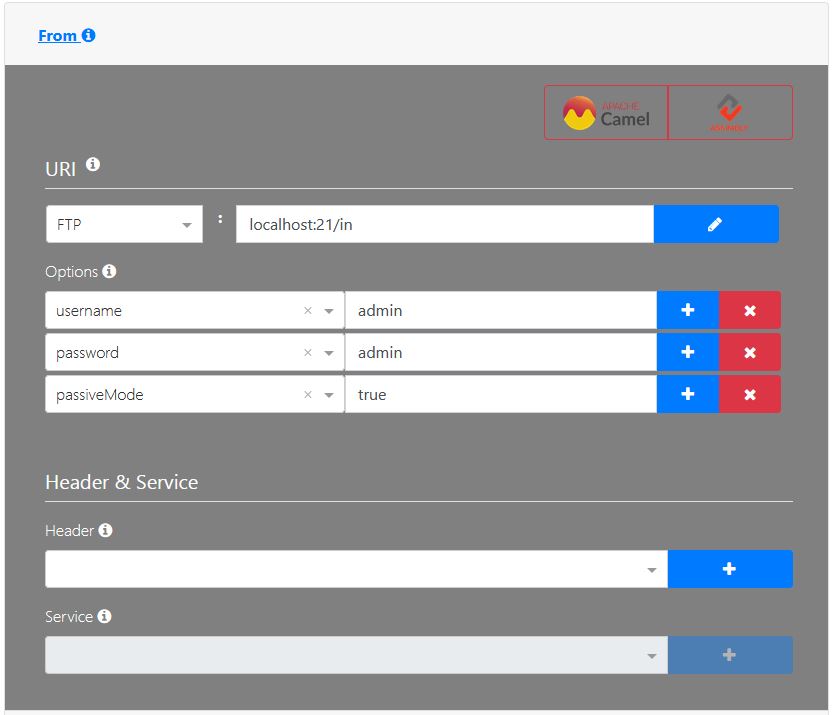 From
APACHE
Camel
ASSIMBLY
URI
FTP : localhost:21/in
Options
username × admin
password × admin
passiveMode × true
Header & Service
Header
Service